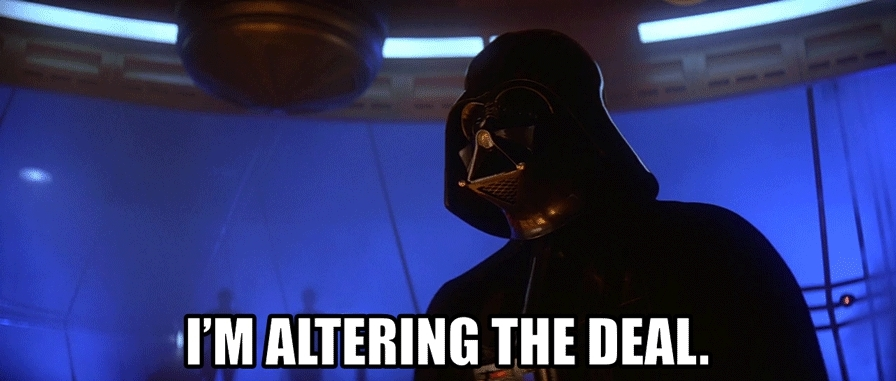 I'M ALTERING THE DEAL.